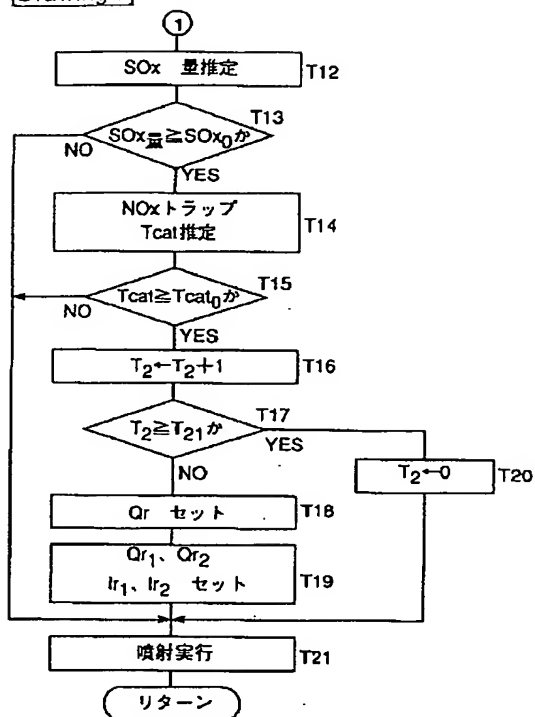 1
SOx 量推定
T12
T13
SOx量≧SOx0か
NO
YES
NOxトラップ
Tcat推定
T14
T15
Tcat≧Tcat0か
NO
YES
T2←T2+1
T16
T17
T2≧T21か
YES
NO
T2←0
T20
Qr セット
T18
Qr1、Qr2
Ir1、Ir2 セット
T19
噴射実行
T21
リターン